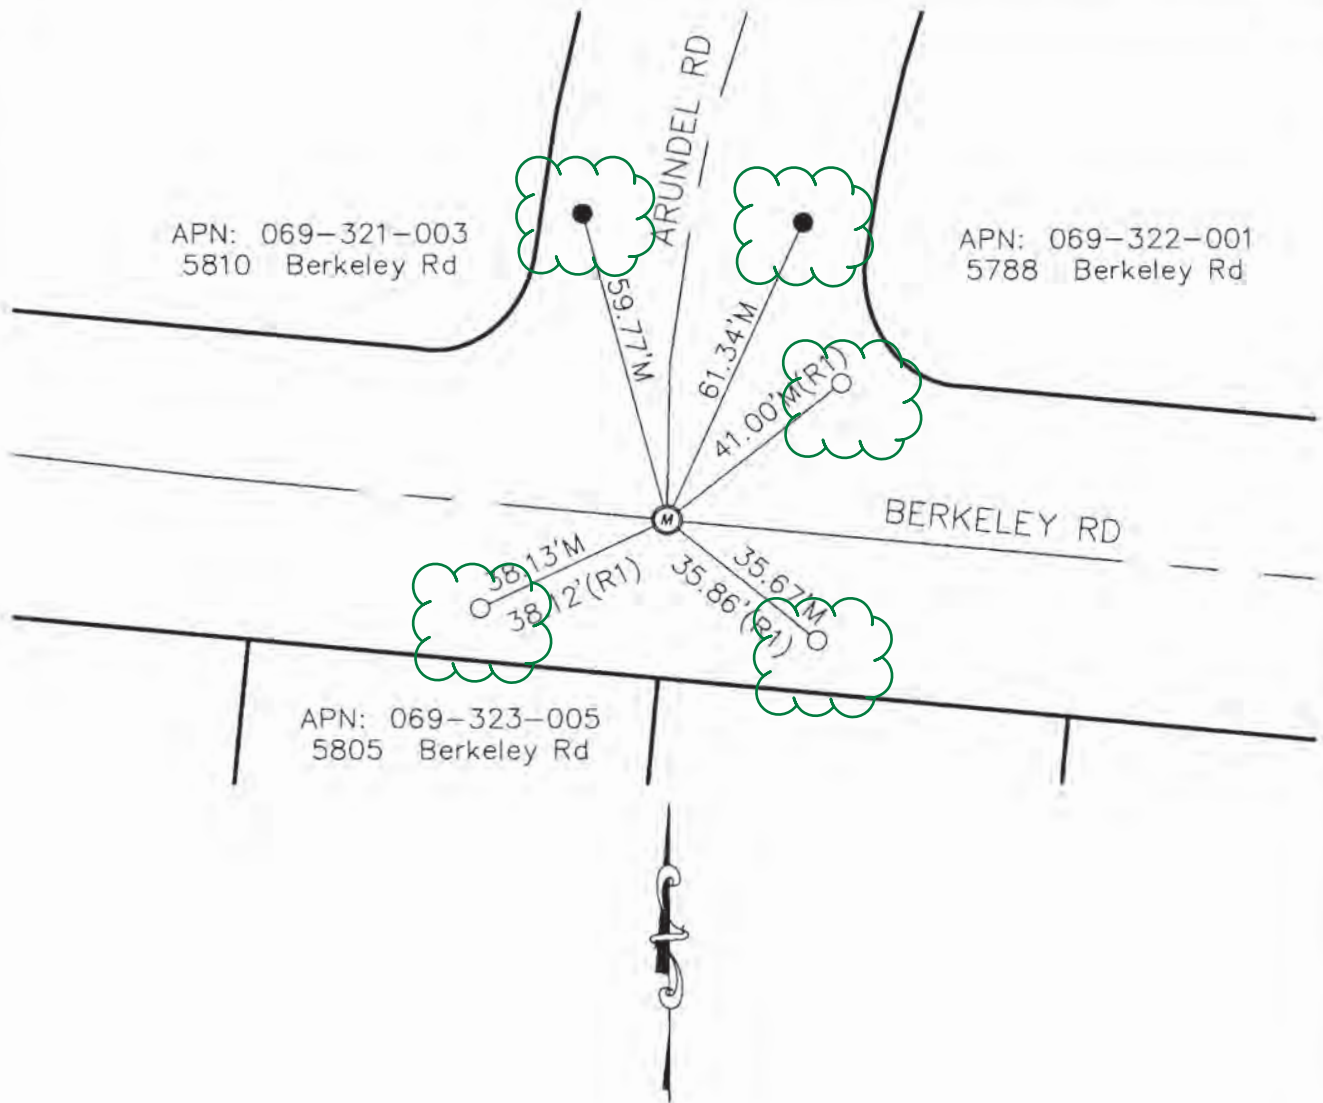 ARUNDEL RD
APN: 069-321-003
5810 Berkeley Rd
APN: 069-322-001
5788 Berkeley Rd
59.77'M
61.34'M
41.00'M(R1)
BERKELEY RD
M
38.13'M
38.12'(R1)
35.67'M
35.86'(R1)
APN: 069-323-005
5805 Berkeley Rd